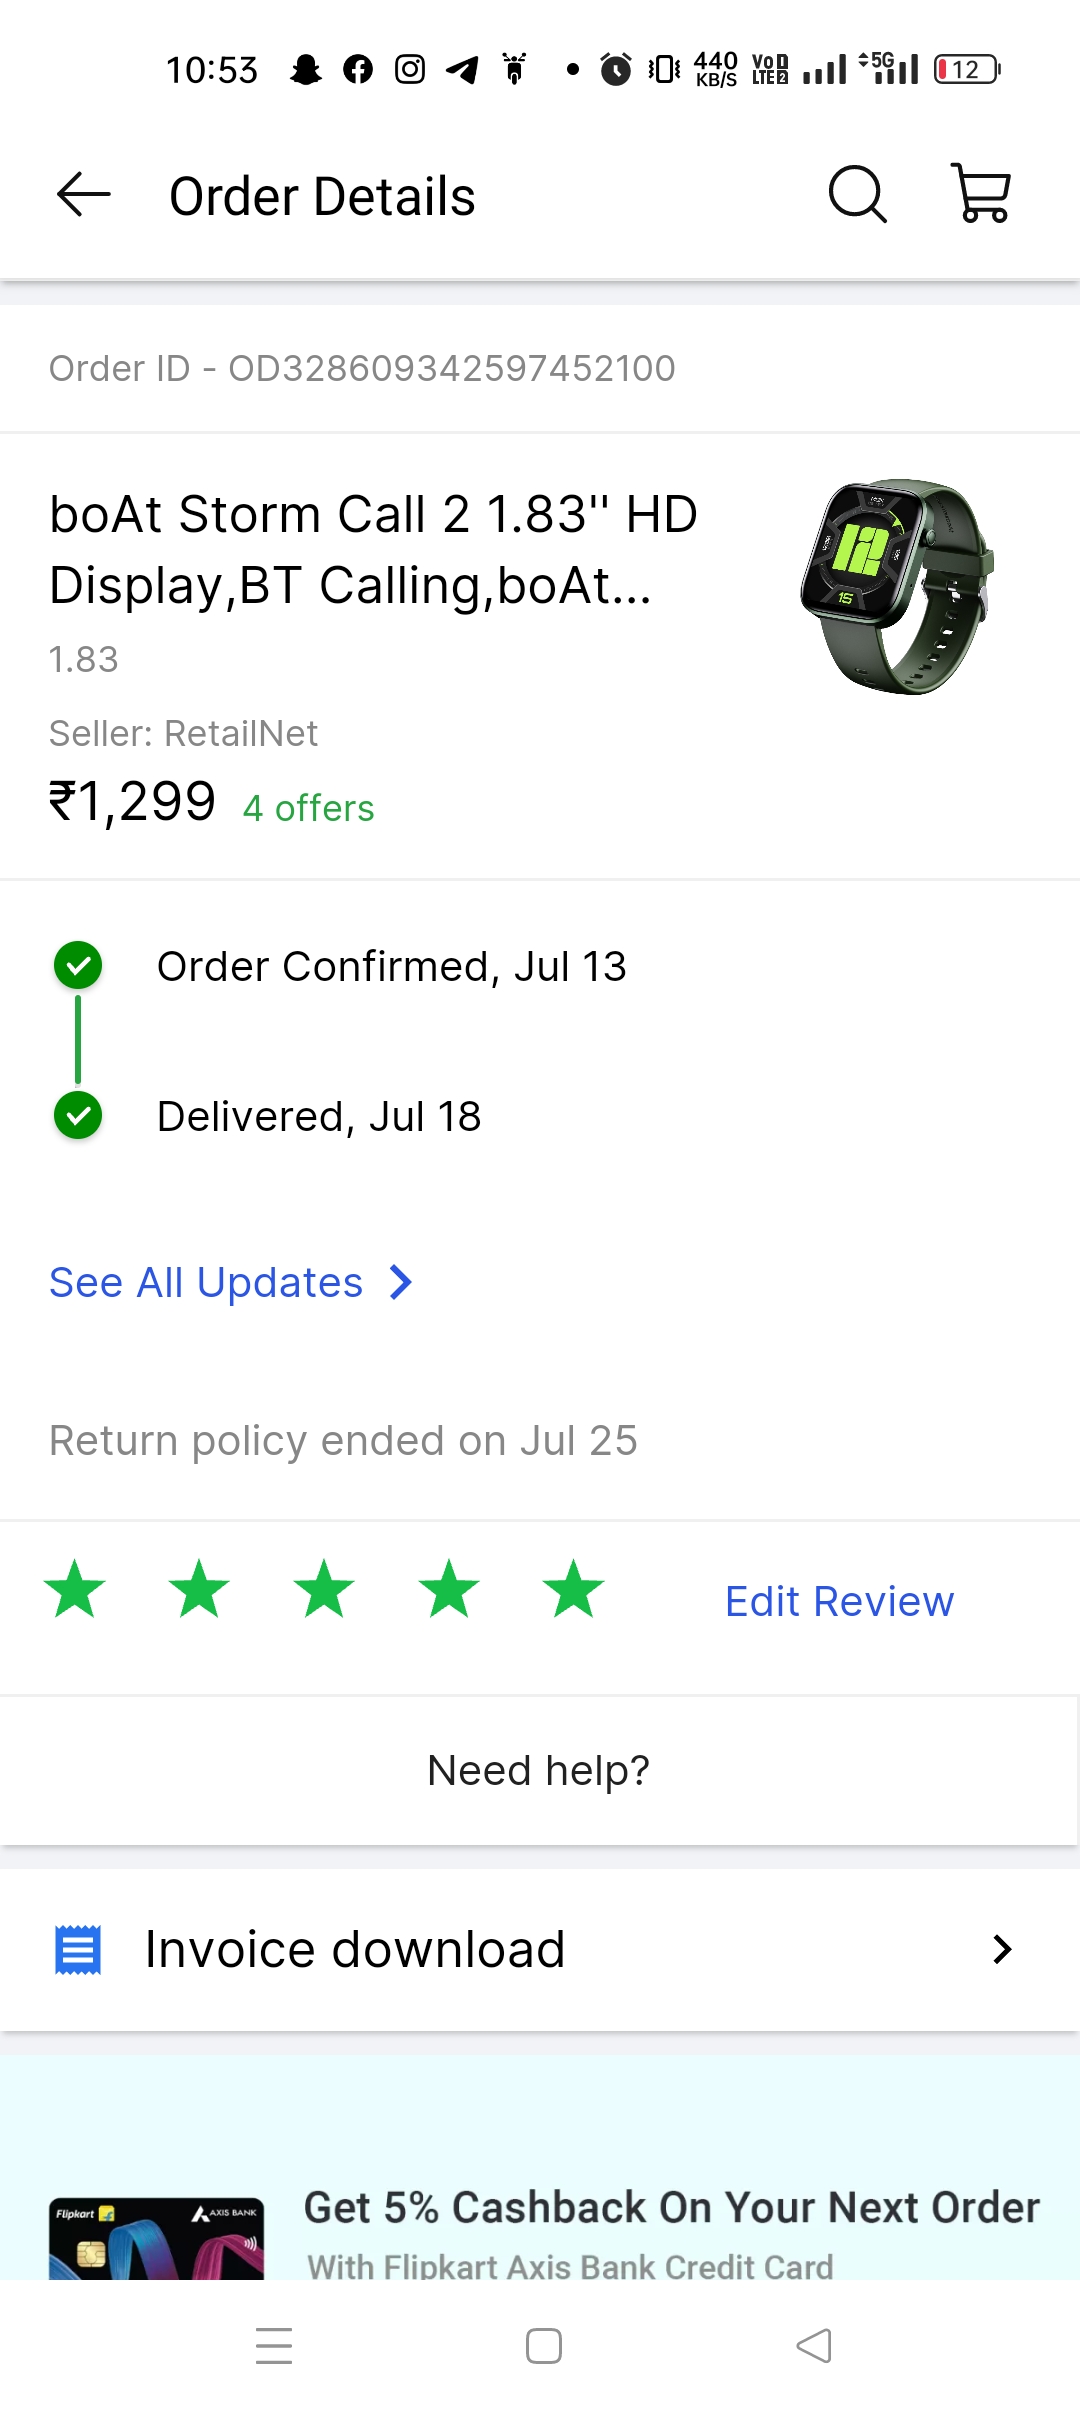 10:53 440 KB/S VoLTE 2 5G 12
Order Details
Order ID - OD328609342597452100
boAt Storm Call 2 1.83" HD
Display,BT Calling,boAt...
1.83
Seller: RetailNet
₹1,299 4 offers
Order Confirmed, Jul 13
Delivered, Jul 18
See All Updates
Return policy ended on Jul 25
Edit Review
Need help?
Invoice download
Flipkart AXIS BANK
Get 5% Cashback On Your Next Order
With Flipkart Axis Bank Credit Card